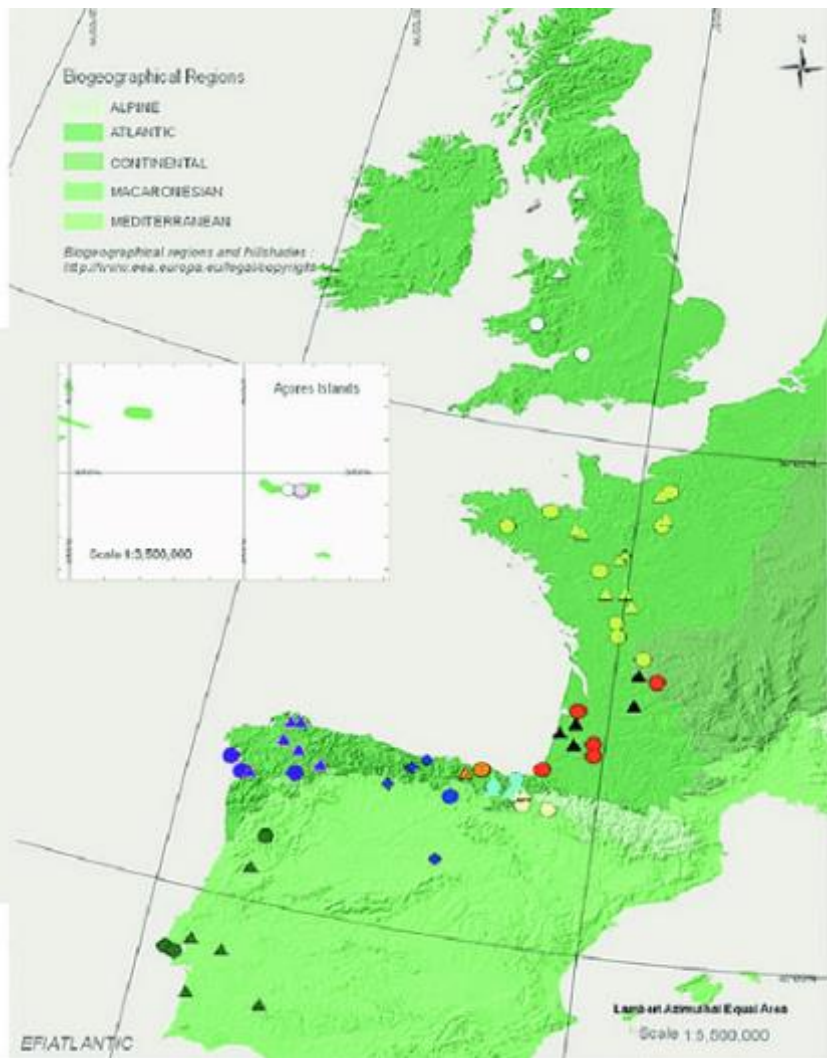 Biogeographical Regions
ALPINE
ATLANTIC
CONTINENTAL
MACARONESIAN
MEDITERRANEAN
Biogeographical regions and hillshades :
http://www.eea.europa.eu/legal/copyright
Açores Islands
Scale 1:3,500,000
Lambert Azimuthal Equal Area
Scale 1:5,500,000
EFIATLANTIC